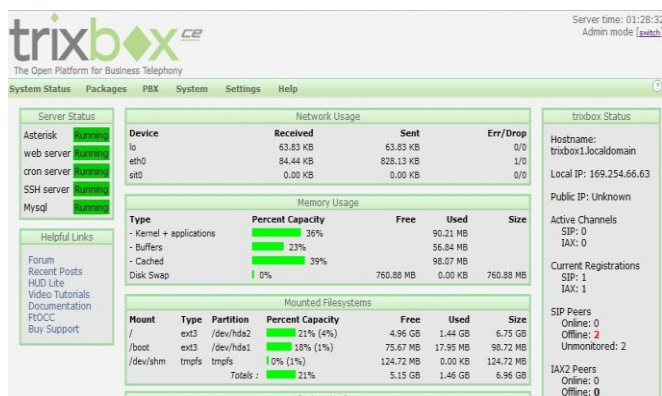 trixbox CE
The Open Platform for Business Telephony
Server time: 01:28:32
Admin mode [switch]
System Status Packages PBX System Settings Help ?
Server Status
Asterisk Running
web server Running
cron server Running
SSH server Running
Mysql Running
Helpful Links
Forum
Recent Posts
HUD Lite
Video Tutorials
Documentation
FtOCC
Buy Support
Network Usage
Device Received Sent Err/Drop
lo 63.83 KB 63.83 KB 0/0
eth0 84.44 KB 828.13 KB 1/0
sit0 0.00 KB 0.00 KB 0/0
Memory Usage
Type Percent Capacity Free Used Size
- Kernel + applications 36% 90.21 MB
- Buffers 23% 56.84 MB
- Cached 39% 98.07 MB
Disk Swap 0% 760.88 MB 0.00 KB 760.88 MB
Mounted Filesystems
Mount Type Partition Percent Capacity Free Used Size
/ ext3 /dev/hda2 21% (4%) 4.96 GB 1.44 GB 6.75 GB
/boot ext3 /dev/hda1 18% (1%) 75.67 MB 17.95 MB 98.72 MB
/dev/shm tmpfs tmpfs 0% (1%) 124.72 MB 0.00 KB 124.72 MB
Totals : 21% 5.15 GB 1.46 GB 6.96 GB
trixbox Status
Hostname:
trixbox1.localdomain
Local IP: 169.254.66.63
Public IP: Unknown
Active Channels
SIP: 0
IAX: 0
Current Registrations
SIP: 1
IAX: 1
SIP Peers
Online: 0
Offline: 2
Unmonitored: 2
IAX2 Peers
Online: 0
Offline: 0